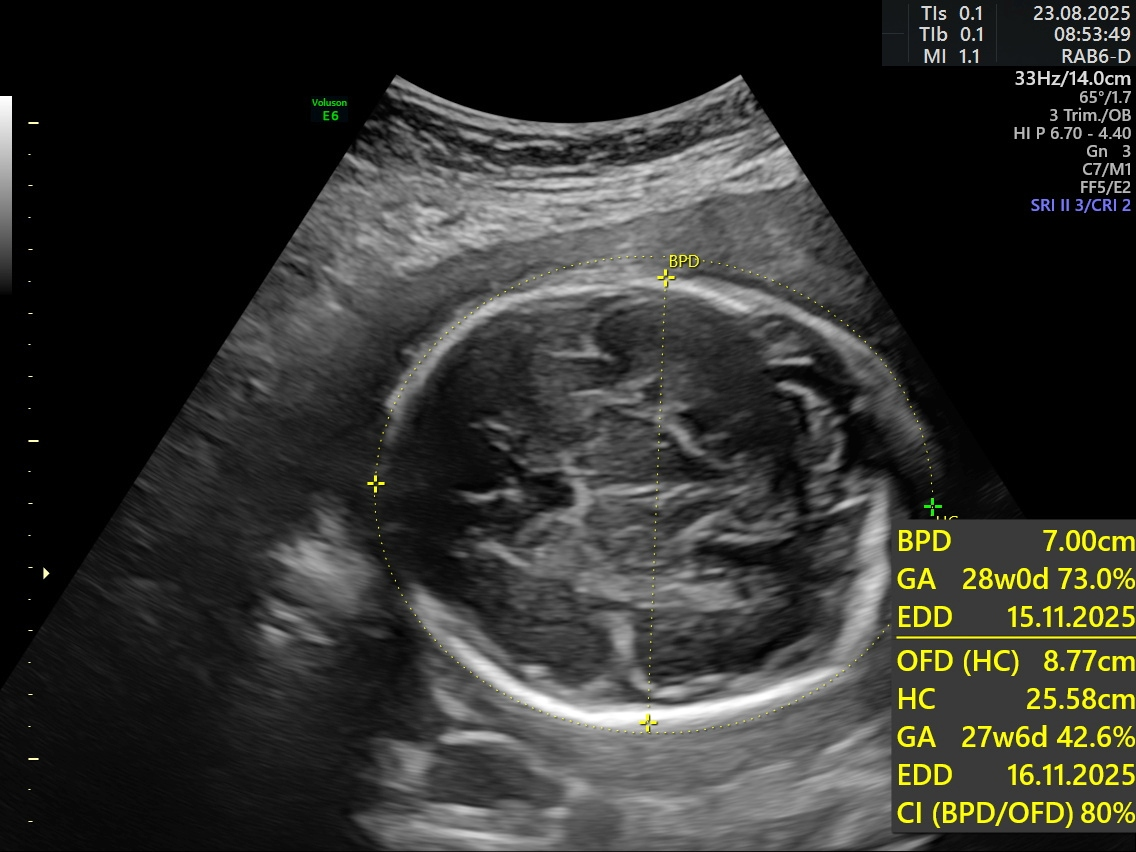 TIs 0.1 23.08.2025
TIb 0.1 08:53:49
MI 1.1 RAB6-D
33Hz/14.0cm
65°/1.7
3 Trim./OB
HI P 6.70 - 4.40
Gn 3
C7/M1
FF5/E2
SRI II 3/CRI 2
Voluson
E6
BPD
HC
BPD 7.00cm
GA 28w0d 73.0%
EDD 15.11.2025
OFD (HC) 8.77cm
HC 25.58cm
GA 27w6d 42.6%
EDD 16.11.2025
CI (BPD/OFD) 80%